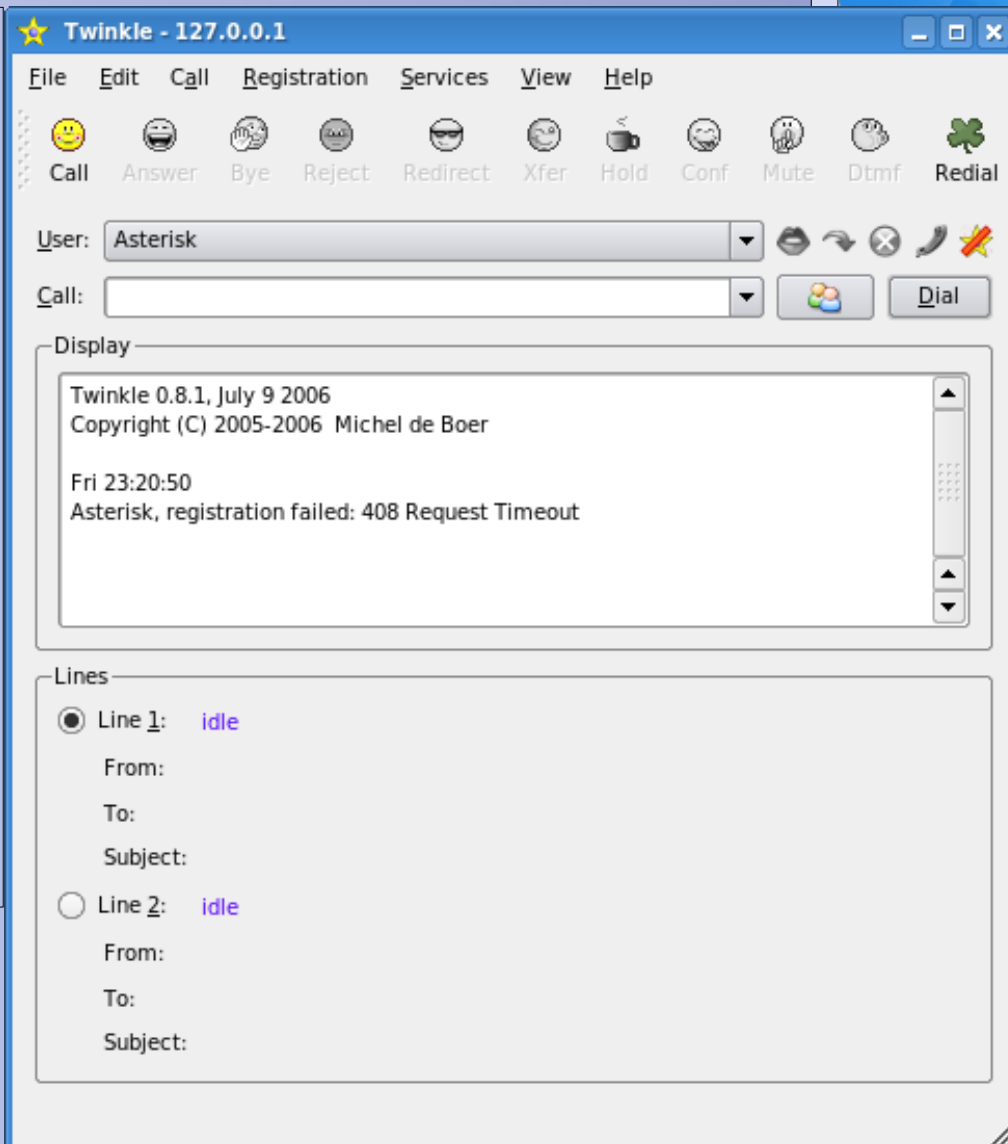 Twinkle - 127.0.0.1
File Edit Call Registration Services View Help
Call Answer Bye Reject Redirect Xfer Hold Conf Mute Dtmf Redial
User: Asterisk
Call: Dial
Display
Twinkle 0.8.1, July 9 2006
Copyright (C) 2005-2006  Michel de Boer
Fri 23:20:50
Asterisk, registration failed: 408 Request Timeout
Lines
Line 1: idle
From:
To:
Subject:
Line 2: idle
From:
To:
Subject: